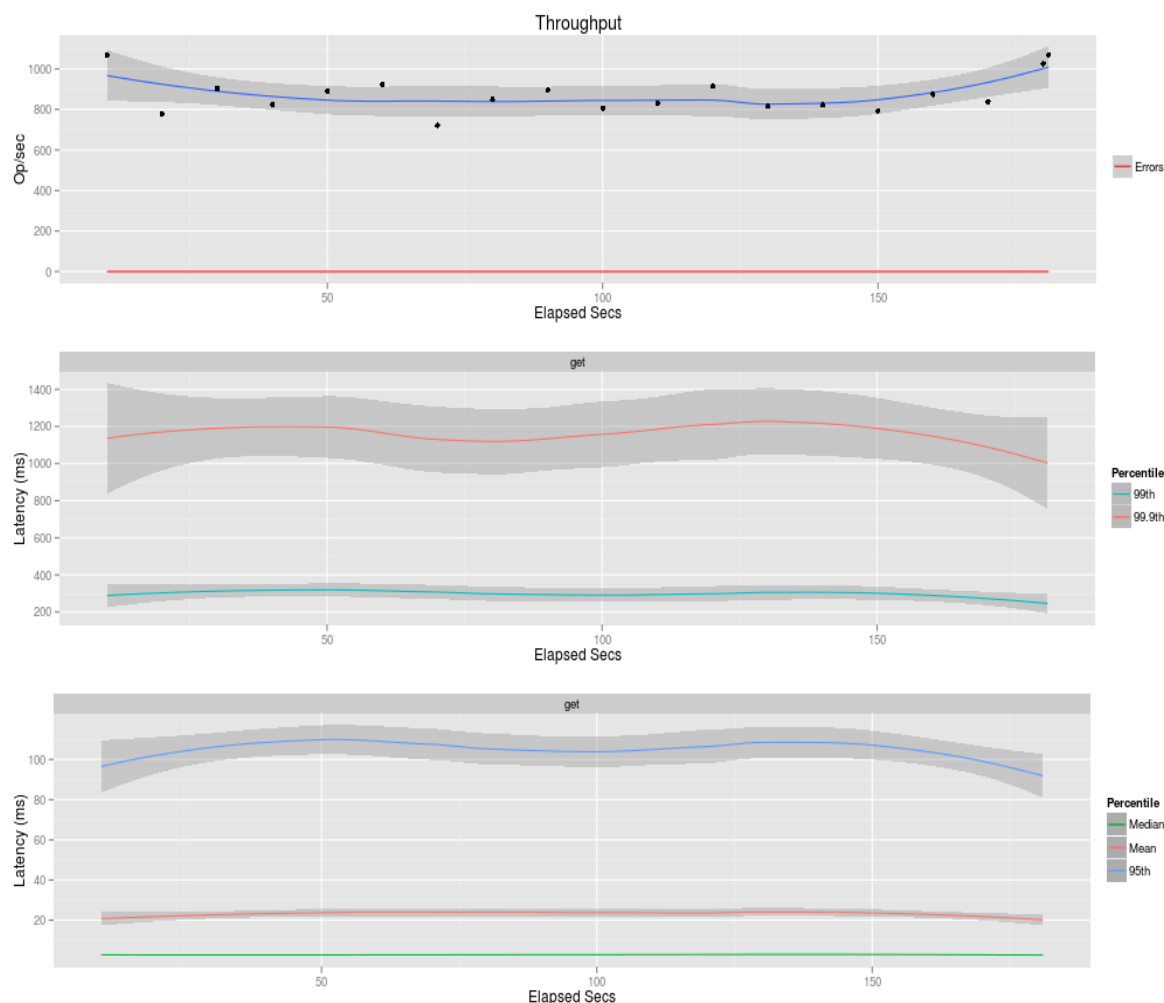 Throughput
1000
800
600
400
200
0
Op/sec
50
100
150
Elapsed Secs
Errors
get
1400
1200
1000
800
600
400
200
Latency (ms)
50
100
150
Elapsed Secs
Percentile
99th
99.9th
get
100
80
60
40
20
Latency (ms)
50
100
150
Elapsed Secs
Percentile
Median
Mean
95th